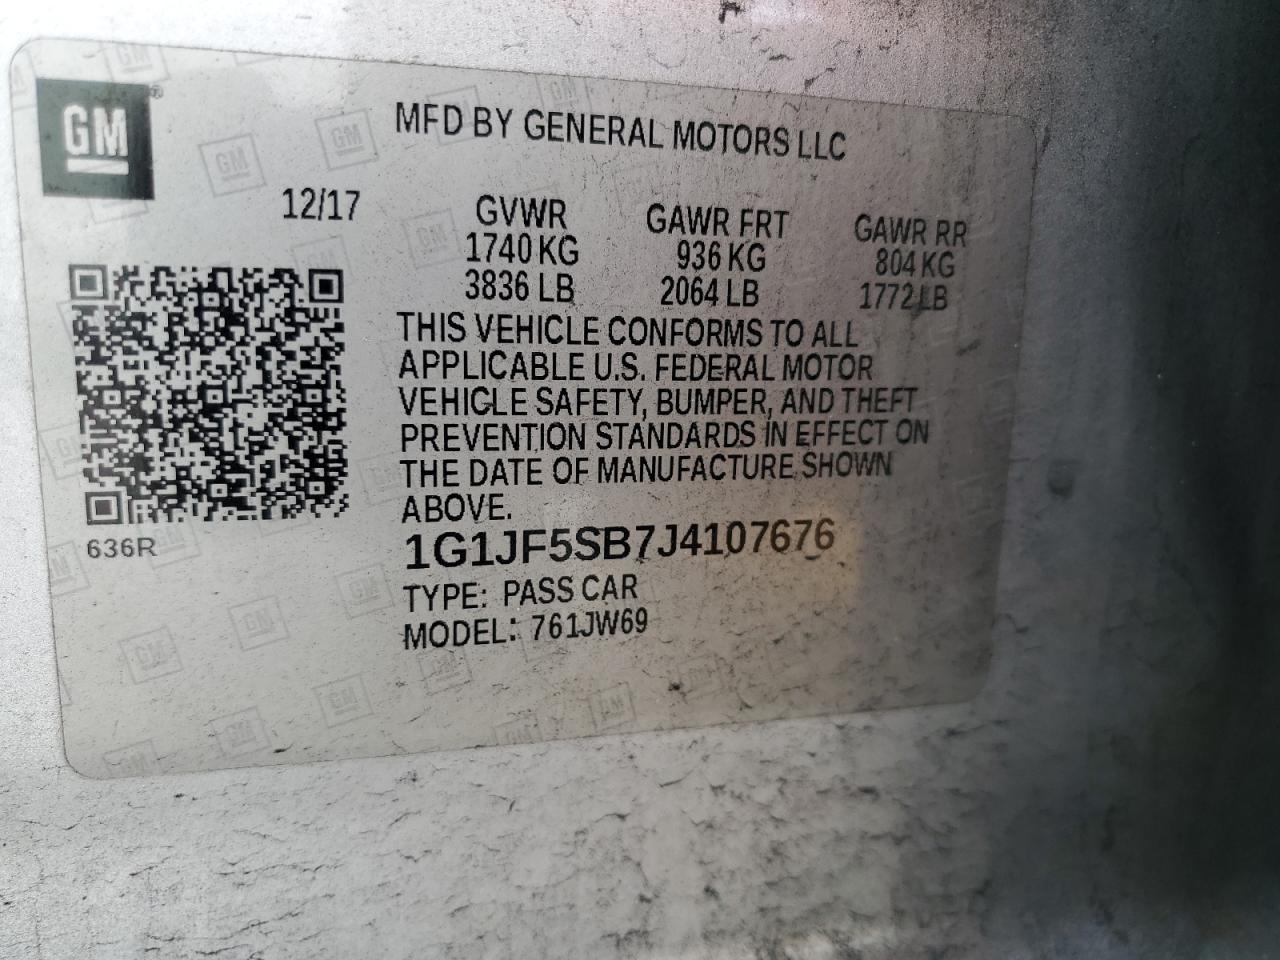 GM
MFD BY GENERAL MOTORS LLC
12/17
GVWR GAWR FRT GAWR RR
1740 KG 936 KG 804 KG
3836 LB 2064 LB 1772 LB
THIS VEHICLE CONFORMS TO ALL
APPLICABLE U.S. FEDERAL MOTOR
VEHICLE SAFETY, BUMPER, AND THEFT
PREVENTION STANDARDS IN EFFECT ON
THE DATE OF MANUFACTURE SHOWN
ABOVE.
636R
1G1JF5SB7J4107676
TYPE: PASS CAR
MODEL: 761JW69